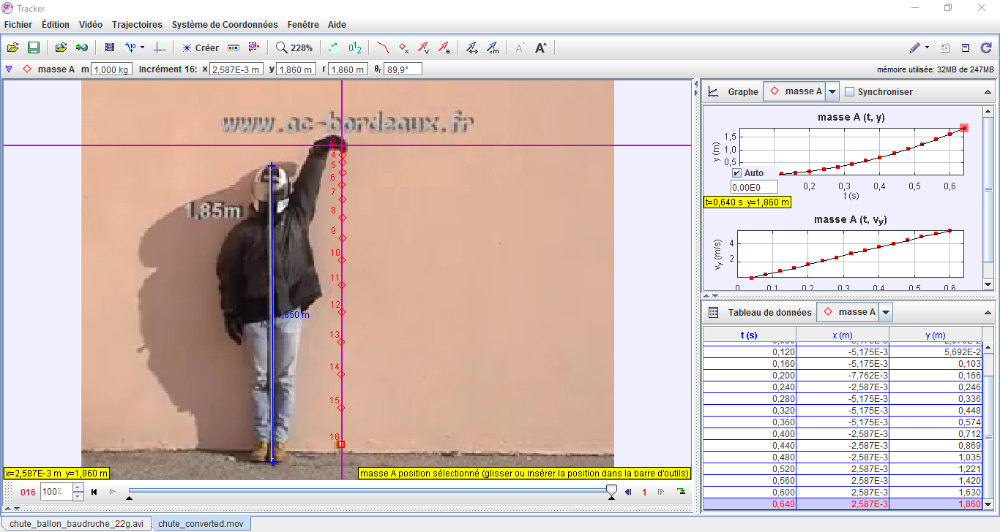 Tracker
Fichier Édition Vidéo Trajectoires Système de Coordonnées Fenêtre Aide
Créer 228%
masse A m 1,000 kg Incrément 16: x 2,587E-3 m y 1,860 m r 1,860 m θr 89,9° mémoire utilisée: 32MB de 247MB
www.ac-bordeaux.fr
1,85m
4
5
6
7
8
9
10
11
12
13
14
15
16
,850 m
x=2,587E-3 m y=1,860 m
masse A position sélectionné (glisser ou insérer la position dans la barre d'outils)
016 100% 1
Graphe masse A Synchroniser
masse A (t, y)
y (m)
1,5
1,0
0,5
Auto
0,00E0
0,2 0,3 0,4 0,5 0,6
t (s)
t=0,640 s y=1,860 m
masse A (t, vy)
vy (m/s)
4
2
0 0,1 0,2 0,3 0,4 0,5 0,6
Tableau de données masse A
t (s) x (m) y (m)
0,120 -5,175E-3 5,692E-2
0,160 -5,175E-3 0,103
0,200 -7,762E-3 0,166
0,240 -2,587E-3 0,246
0,280 -5,175E-3 0,336
0,320 -5,175E-3 0,448
0,360 -5,175E-3 0,574
0,400 -2,587E-3 0,712
0,440 -2,587E-3 0,869
0,480 -2,587E-3 1,035
0,520 2,587E-3 1,221
0,560 2,587E-3 1,420
0,600 2,587E-3 1,630
0,640 2,587E-3 1,860
chute_ballon_baudruche_22g.avi chute_converted.mov